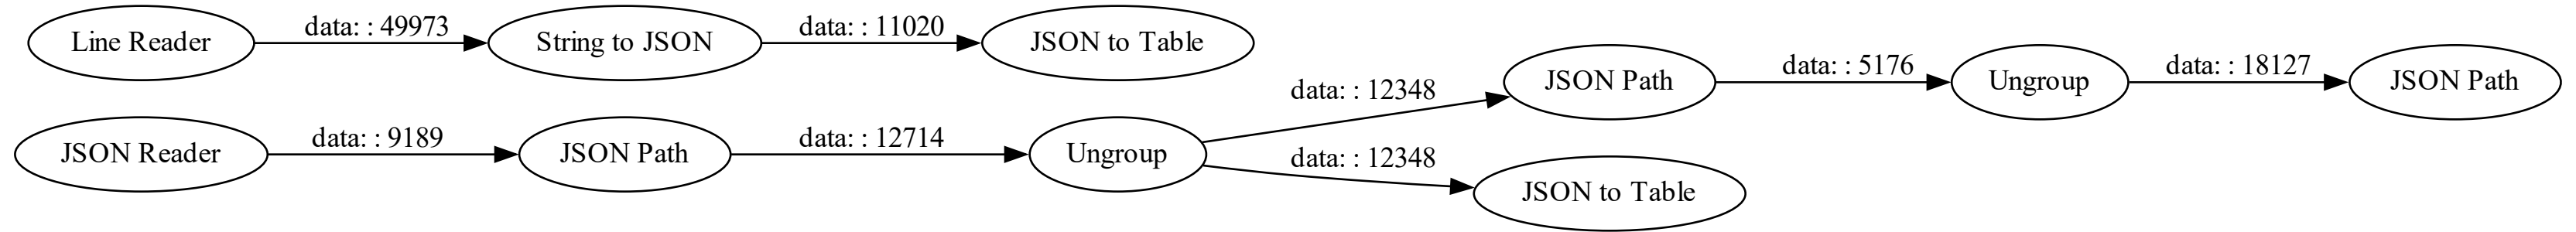 Line Reader
data: : 49973
String to JSON
data: : 11020
JSON to Table
JSON Reader
data: : 9189
JSON Path
data: : 12714
Ungroup
data: : 12348
JSON Path
data: : 5176
Ungroup
data: : 18127
JSON Path
data: : 12348
JSON to Table